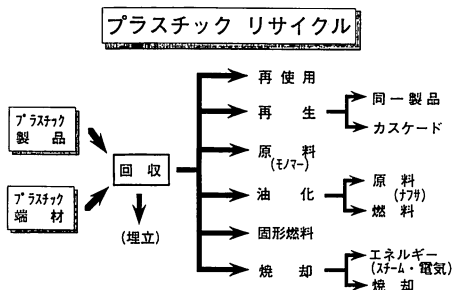 プラスチック リサイクル
プラスチック
製品
プラスチック
端材
回収
(埋立)
再使用
再生
同一製品
カスケード
原料
(モノマー)
油化
原料
(ナフサ)
燃料
固形燃料
焼却
エネルギー
(スチーム・電気)
焼却